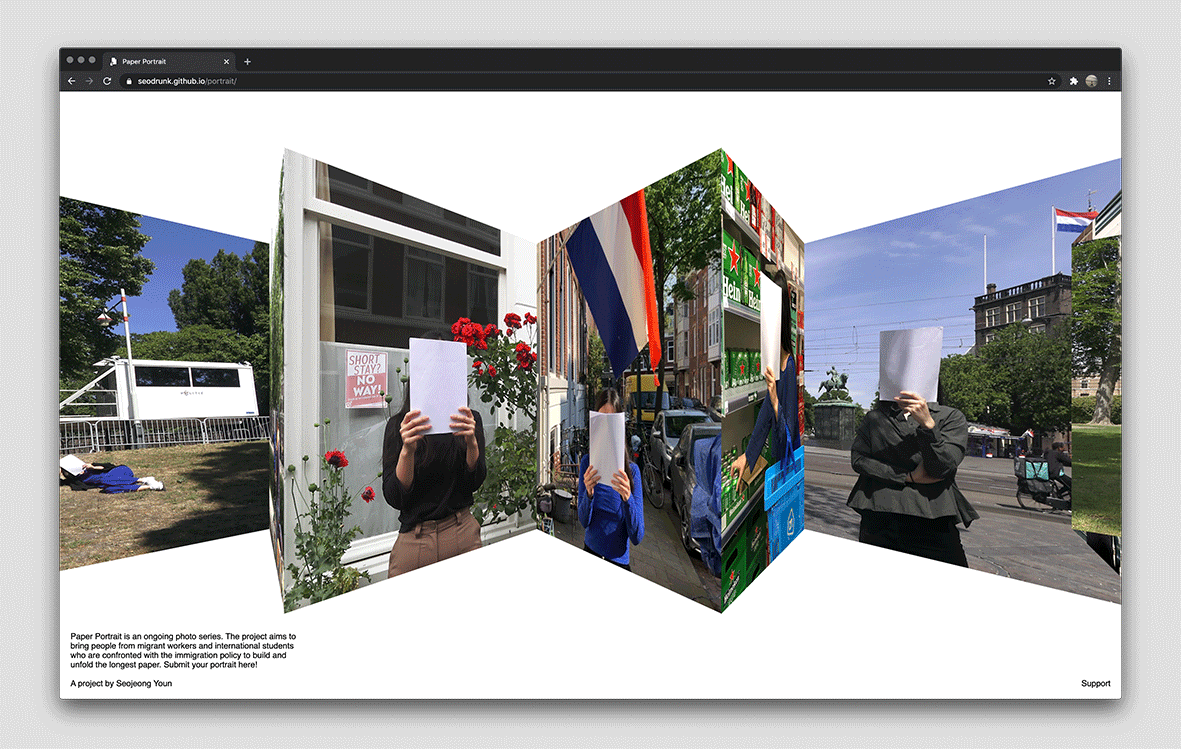 Paper Portrait
seodrunk.github.io/portrait/
SHORT
STAY?
NO
WAY!
Hein
Hein
Paper Portrait is an ongoing photo series. The project aims to
bring people from migrant workers and international students
who are confronted with the immigration policy to build and
unfold the longest paper. Submit your portrait here!
A project by Seojeong Youn
Support